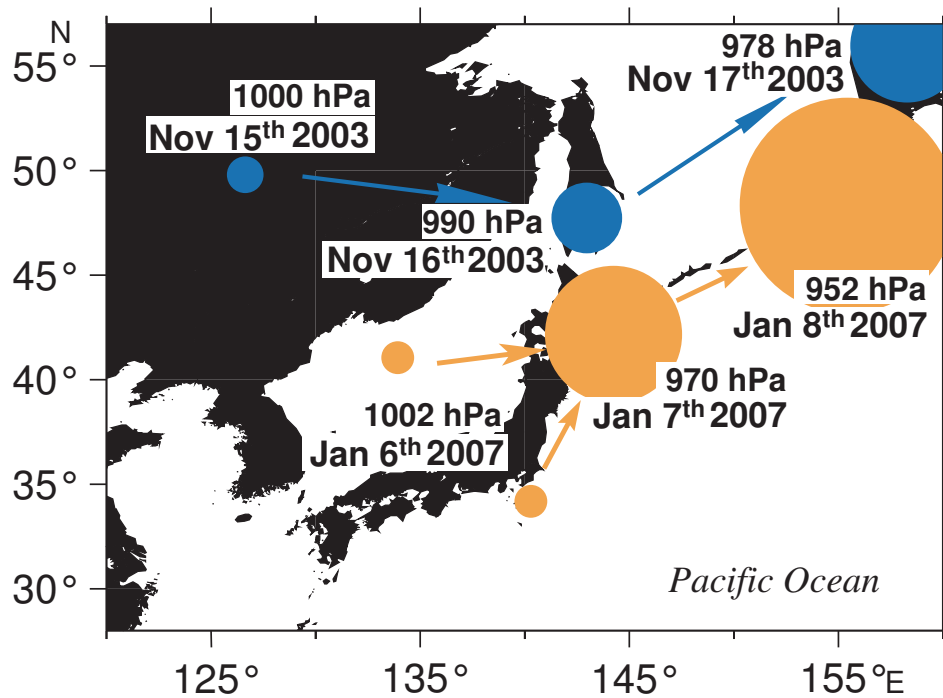 N
55°
50°
45°
40°
35°
30°
978 hPa
Nov 17th 2003
1000 hPa
Nov 15th 2003
990 hPa
Nov 16th 2003
952 hPa
Jan 8th 2007
970 hPa
Jan 7th 2007
1002 hPa
Jan 6th 2007
Pacific Ocean
125° 135° 145° 155°E